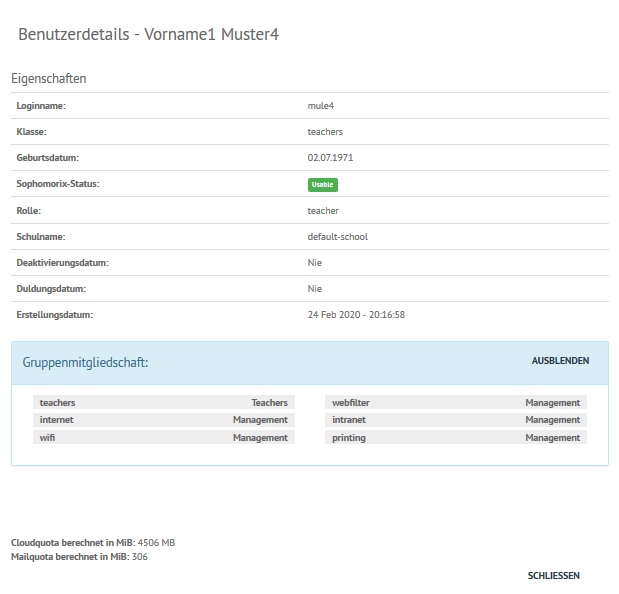 Benutzerdetails - Vorname1 Muster4
Eigenschaften
Loginname: mule4
Klasse: teachers
Geburtsdatum: 02.07.1971
Sophomorix-Status: Usable
Rolle: teacher
Schulname: default-school
Deaktivierungsdatum: Nie
Duldungsdatum: Nie
Erstellungsdatum: 24 Feb 2020 - 20:16:58
Gruppenmitgliedschaft: AUSBLENDEN
teachers Teachers webfilter Management
internet Management intranet Management
wifi Management printing Management
Cloudquota berechnet in MiB: 4506 MB
Mailquota berechnet in MiB: 306
SCHLIESSEN